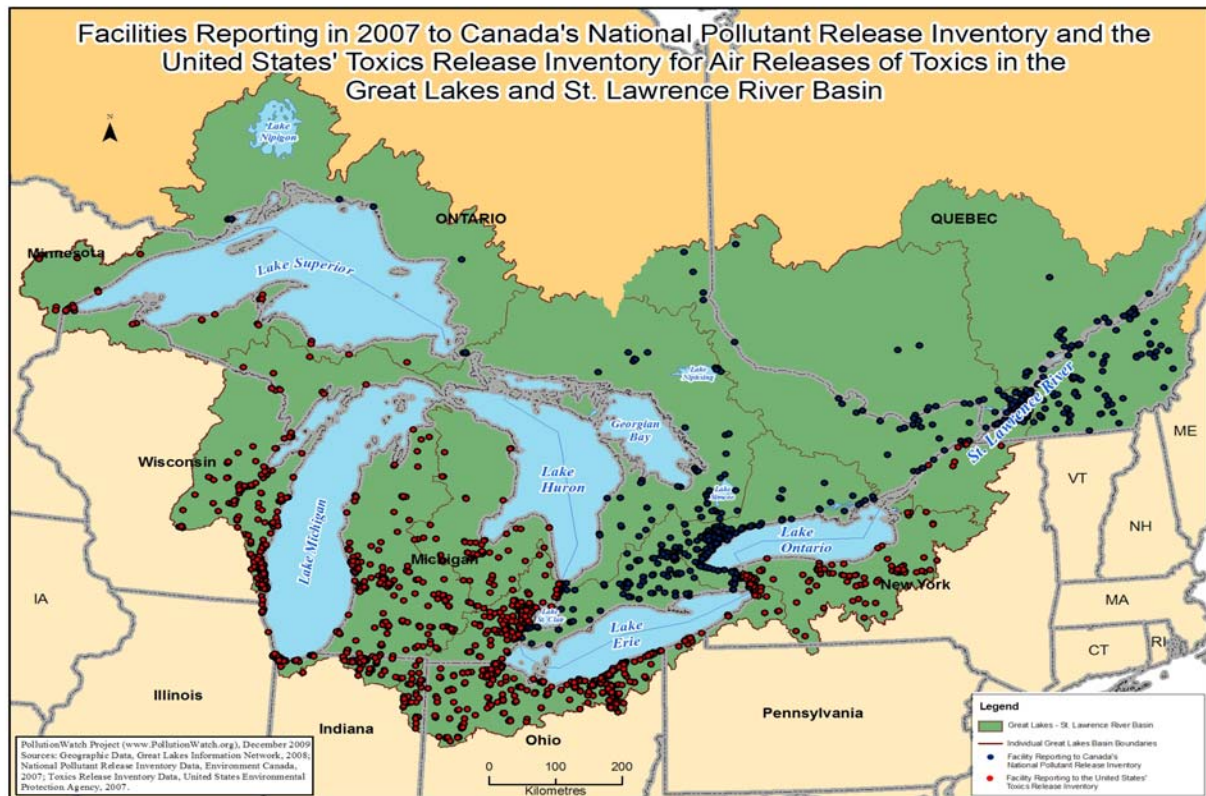 Facilities Reporting in 2007 to Canada's National Pollutant Release Inventory and the
United States' Toxics Release Inventory for Air Releases of Toxics in the
Great Lakes and St. Lawrence River Basin
N
Lake
Nipigon
ONTARIO
QUEBEC
Minnesota
Lake Superior
Lake
Nipissing
St. Lawrence River
Georgian
Bay
ME
Wisconsin
VT
Lake
Huron
Lake
Simcoe
NH
Lake Michigan
Lake
Ontario
Michigan
New York
IA
MA
Lake
St. Clair
Lake
Erie
CT
RI
Illinois
Indiana
Ohio
Pennsylvania
Legend
Great Lakes - St. Lawrence River Basin
Individual Great Lakes Basin Boundaries
Facility Reporting to Canada's
National Pollutant Release Inventory
Facility Reporting to the United States'
Toxics Release Inventory
PollutionWatch Project (www.PollutionWatch.org), December 2009
Sources: Geographic Data, Great Lakes Information Network, 2008;
National Pollutant Release Inventory Data, Environment Canada,
2007; Toxics Release Inventory Data, United States Environmental
Protection Agency, 2007.
0 100 200
Kilometres